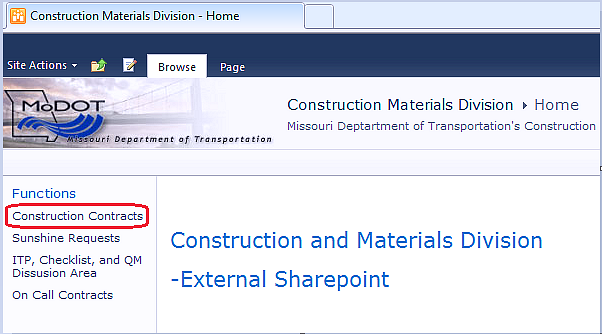 Construction Materials Division - Home
Site Actions
Browse
Page
MoDOT
Missouri Department of Transportation
Construction Materials Division ▸ Home
Missouri Deptartment of Transportation's Construction
Functions
Construction Contracts
Sunshine Requests
ITP, Checklist, and QM
Dissusion Area
On Call Contracts
Construction and Materials Division
-External Sharepoint